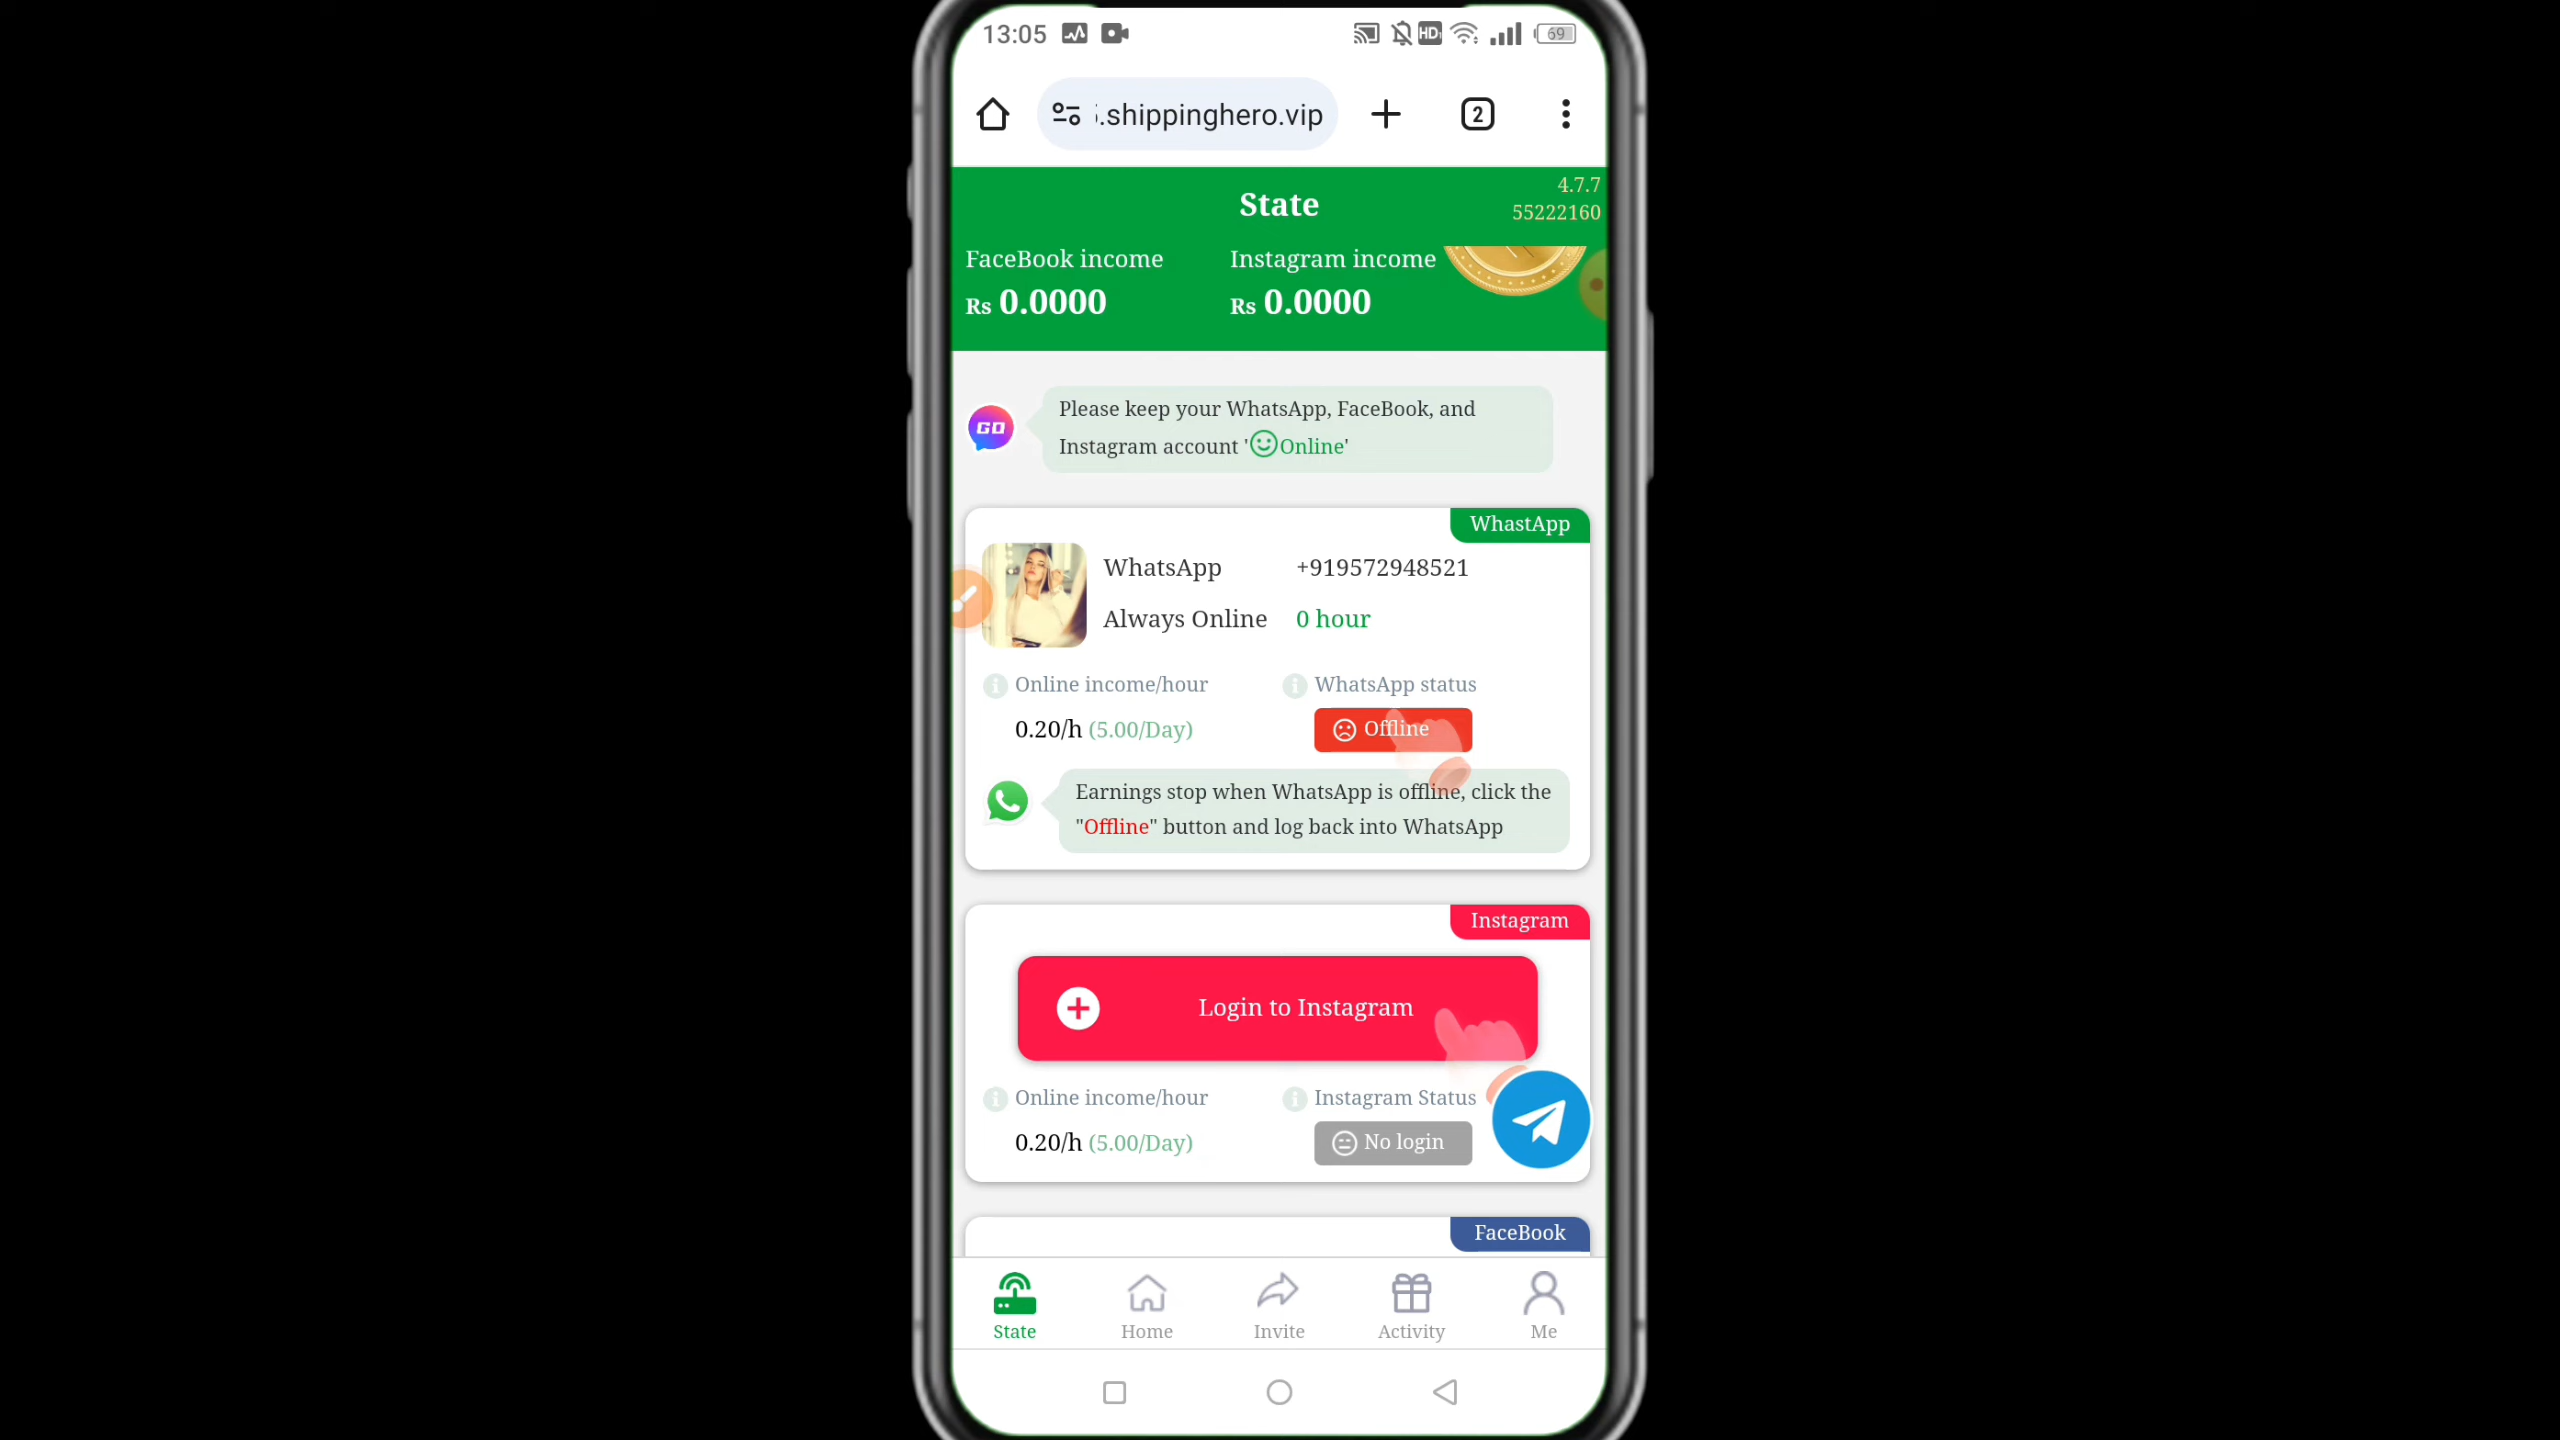 13:05
HD
69
.shippinghero.vip
2
State
4.7.7
55222160
FaceBook income
Instagram income
Rs 0.0000
Rs 0.0000
GO
Please keep your WhatsApp, FaceBook, and
Instagram account 'Online'
WhastApp
WhatsApp +919572948521
Always Online 0 hour
Online income/hour
WhatsApp status
0.20/h (5.00/Day)
Offline
Earnings stop when WhatsApp is offline, click the
"Offline" button and log back into WhatsApp
Instagram
Login to Instagram
Online income/hour
Instagram Status
0.20/h (5.00/Day)
No login
FaceBook
State
Home
Invite
Activity
Me